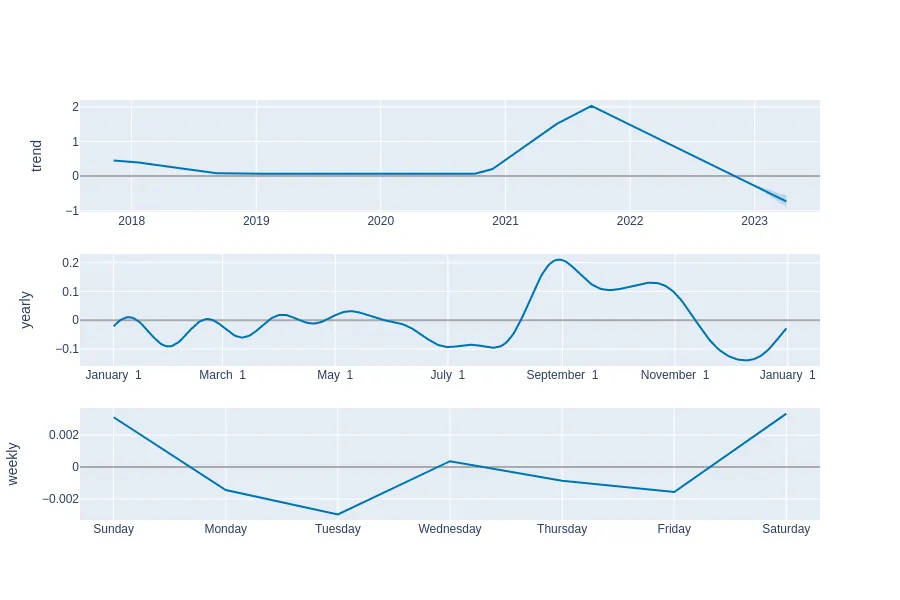 trend
2
1
0
−1
2018 2019 2020 2021 2022 2023
yearly
0.2
0.1
0
−0.1
January 1 March 1 May 1 July 1 September 1 November 1 January 1
weekly
0.002
0
−0.002
Sunday Monday Tuesday Wednesday Thursday Friday Saturday